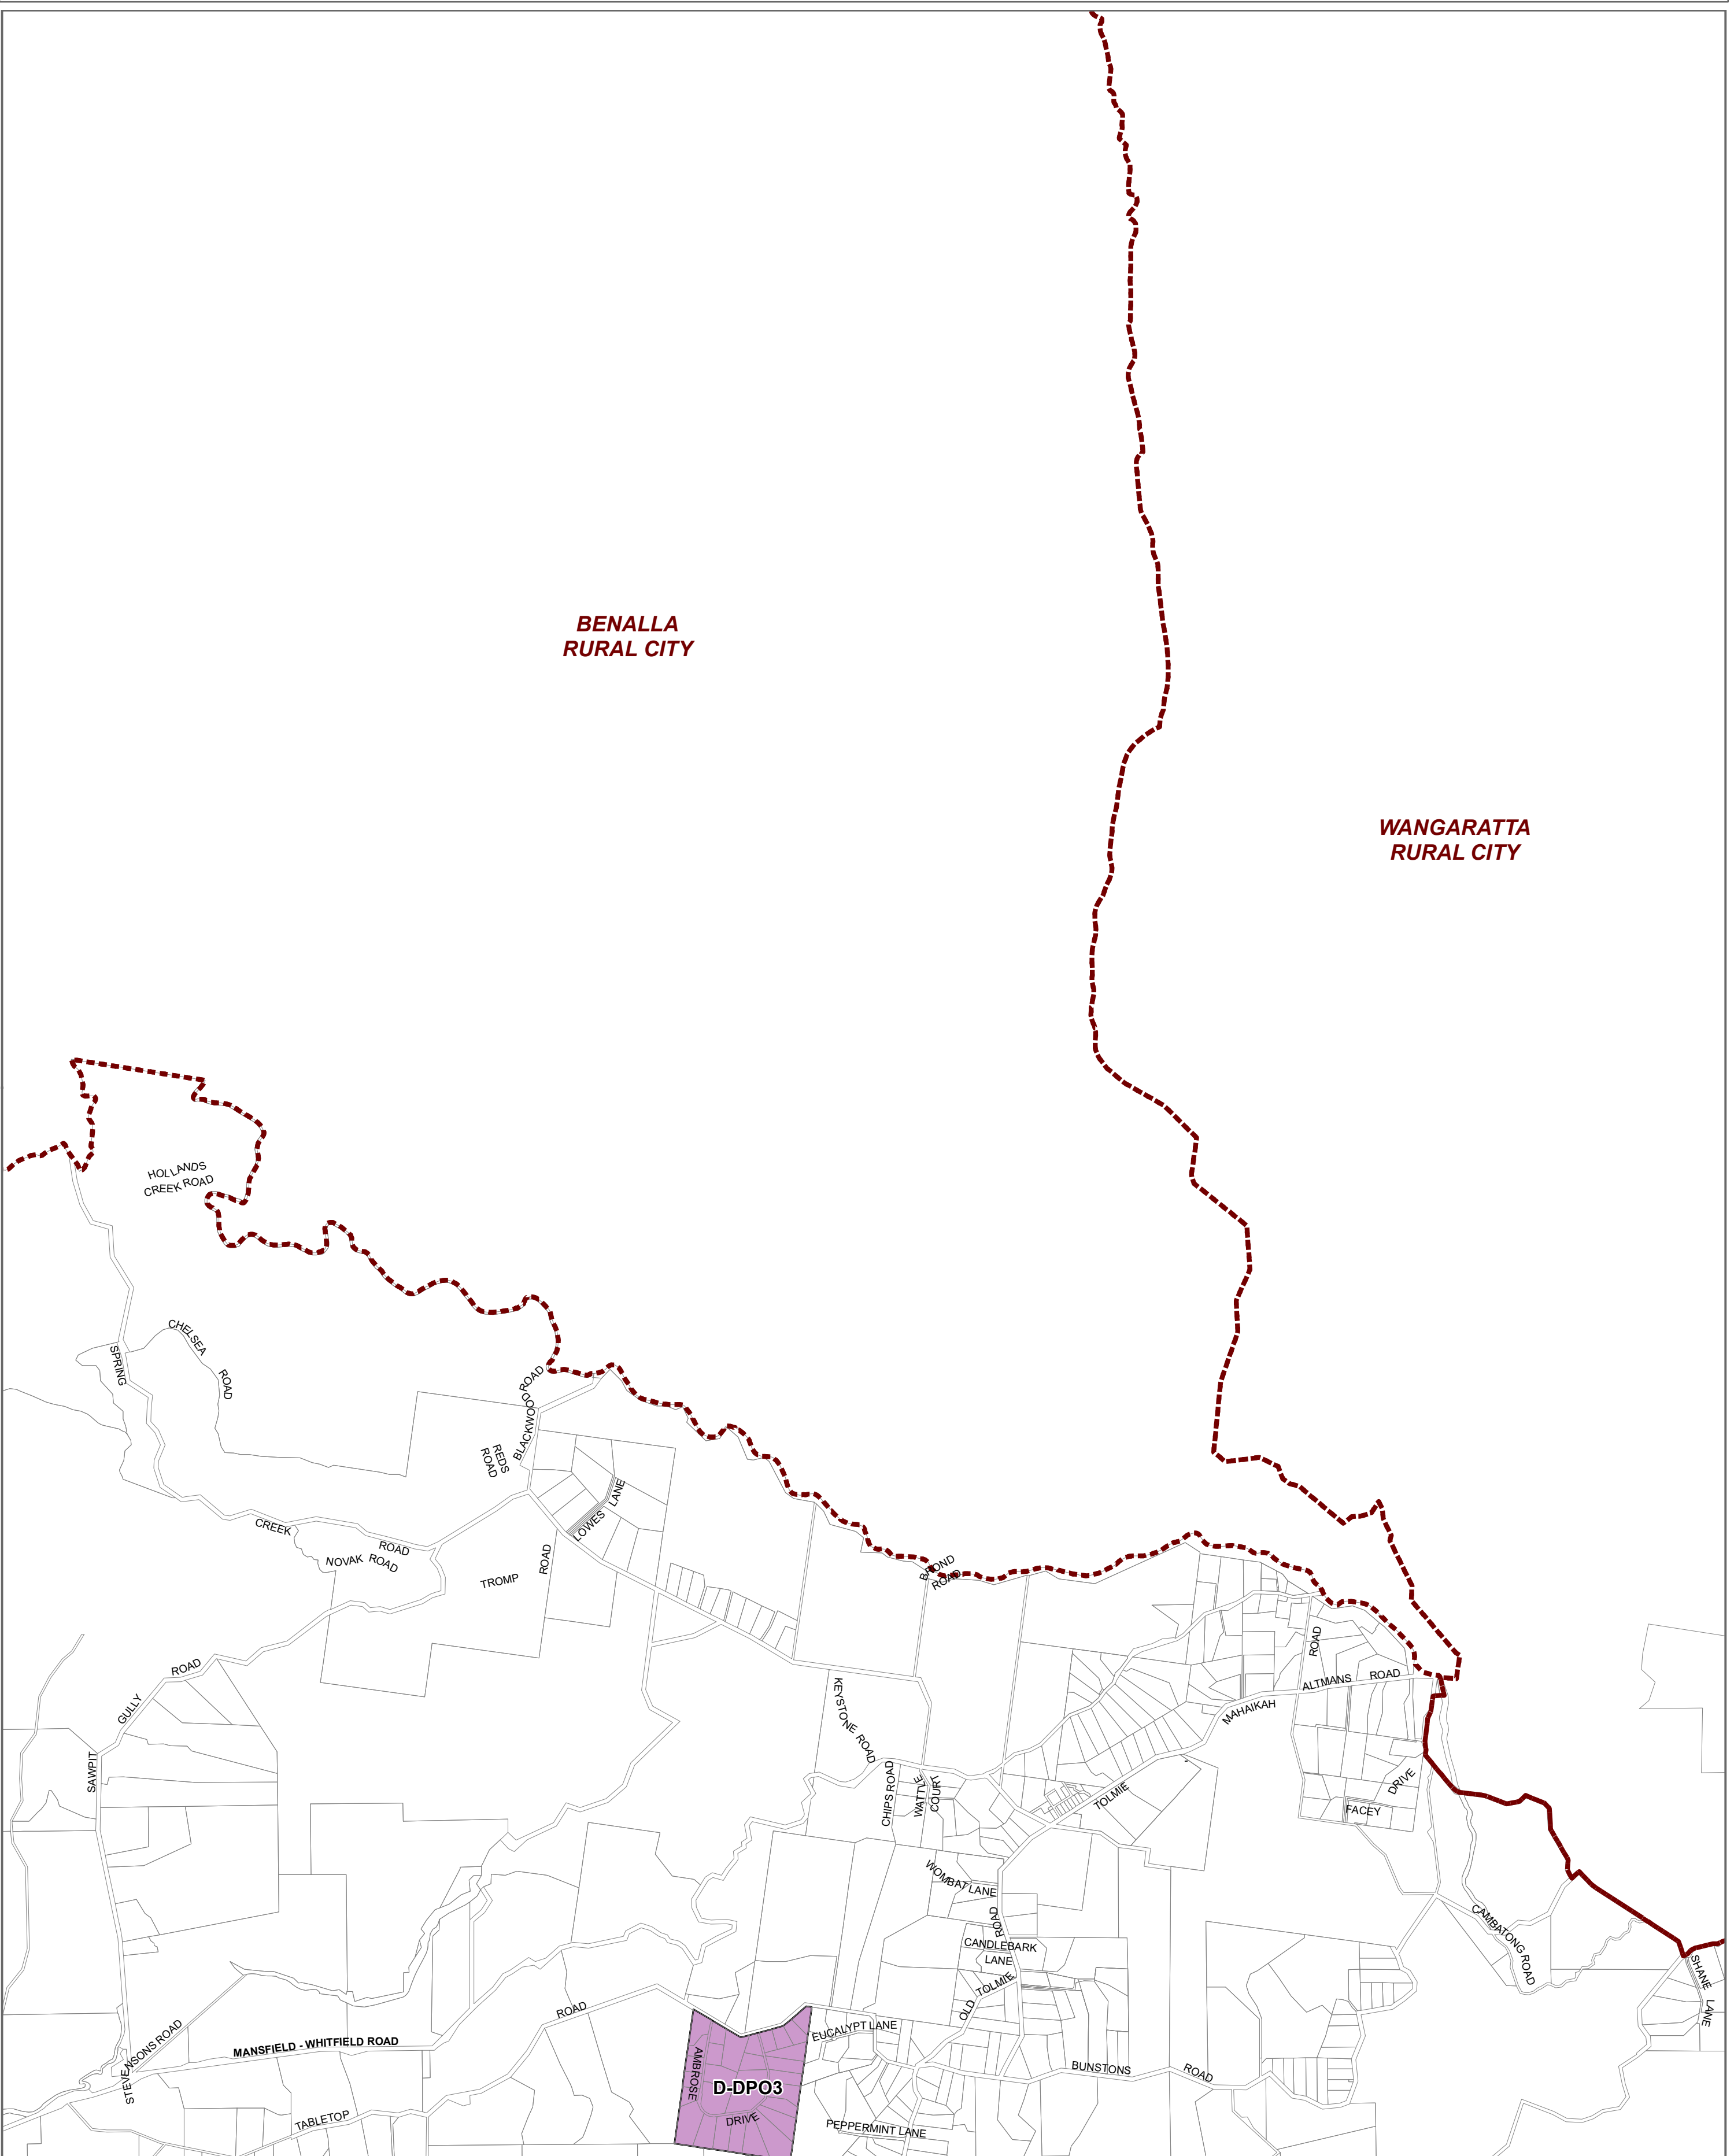 BENALLA
RURAL CITY
WANGARATTA
RURAL CITY
HOLLANDS
CREEK ROAD
CHELSEA
ROAD
SPRING
BLACKWOOD ROAD
REDS
ROAD
LOWES LANE
CREEK
ROAD
NOVAK ROAD
TROMP
ROAD
BOND
ROAD
ROAD
ALTMANS
ROAD
MAHAIKAH
GULLY
ROAD
SAWPIT
KEYSTONE ROAD
CHIPS ROAD
WATTLE
COURT
TOLMIE
DRIVE
FACEY
WOMBAT LANE
ROAD
CANDLEBARK
LANE
OLD
TOLMIE
CAMBATONG ROAD
SHANE
LANE
ROAD
EUCALYPT LANE
STEVENSONS ROAD
MANSFIELD - WHITFIELD ROAD
AMBROSE
D-DPO3
DRIVE
BUNSTONS
ROAD
TABLETOP
PEPPERMINT LANE